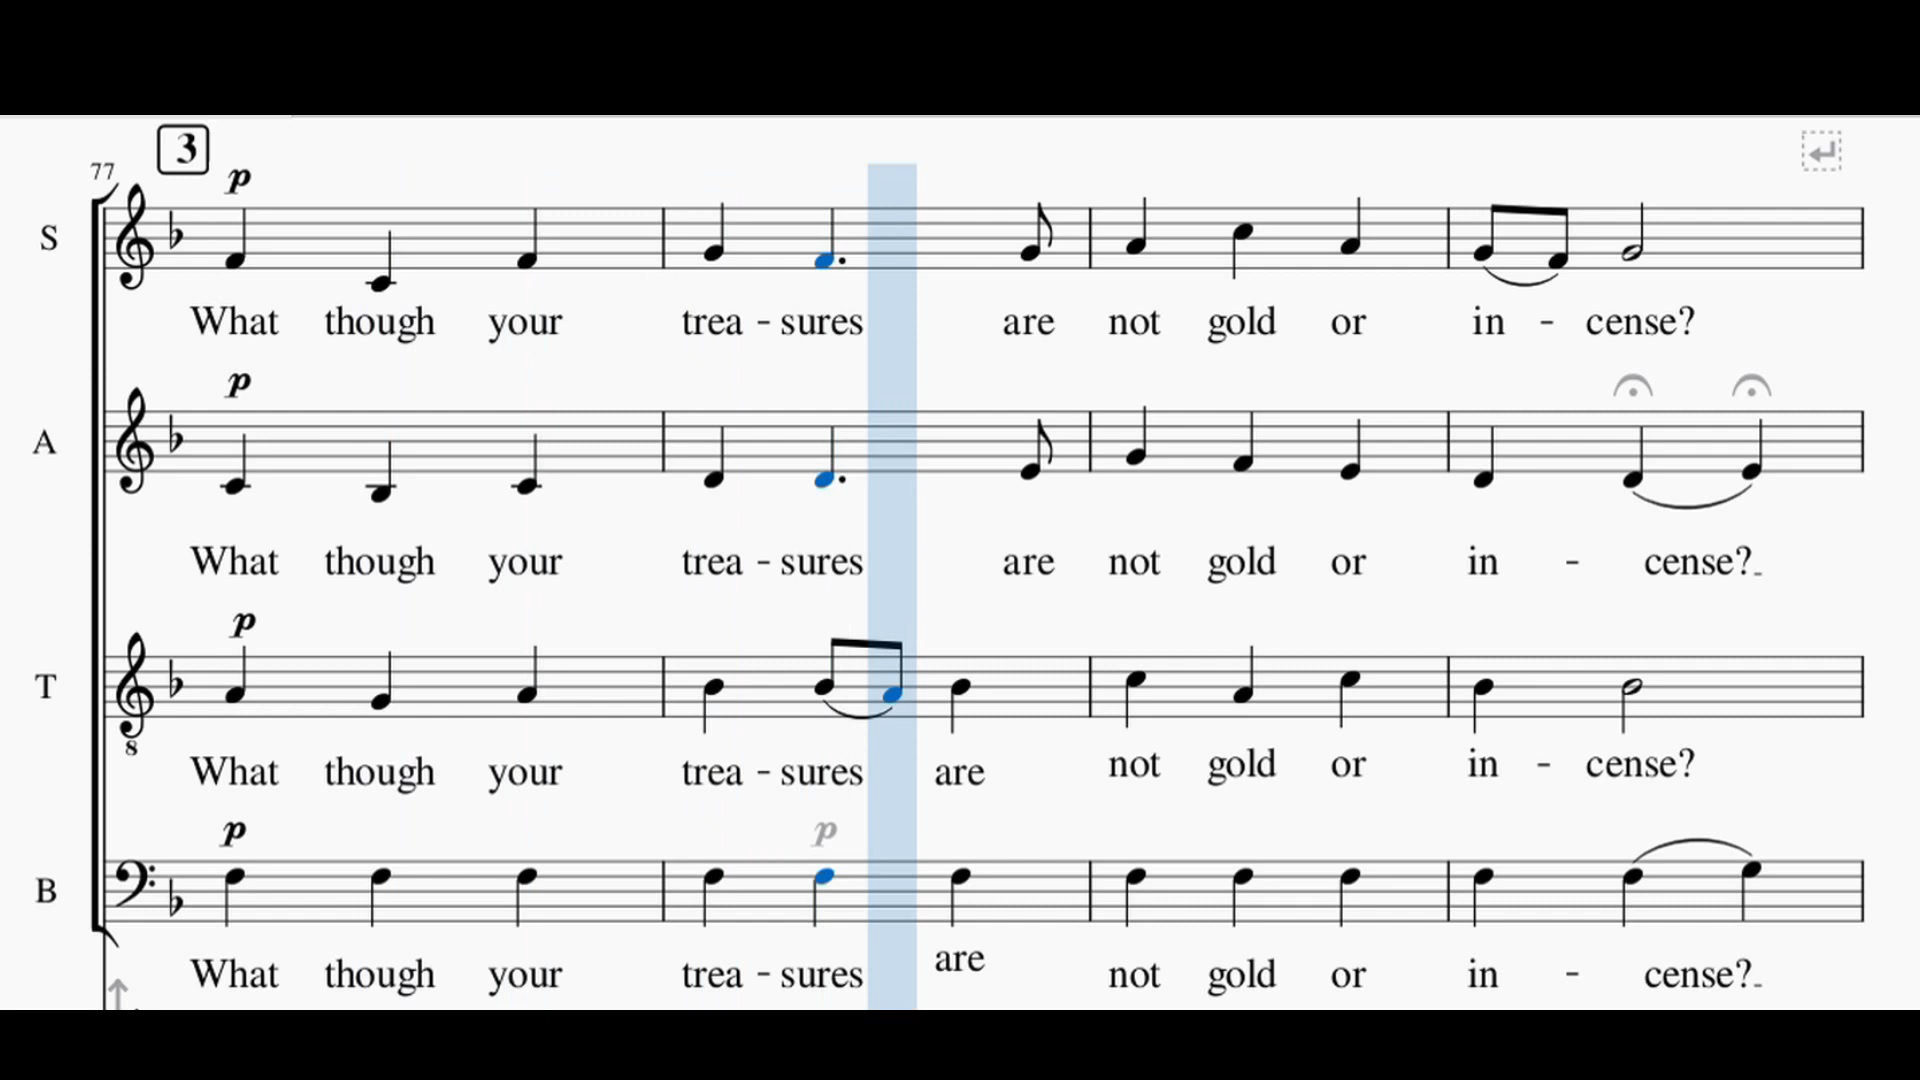 3
77
p
S
What though your trea - sures are not gold or in - cense?
p
A
What though your trea - sures are not gold or in - cense?
p
T
8
What though your trea - sures are not gold or in - cense?
p p
B
What though your trea - sures are not gold or in - cense?